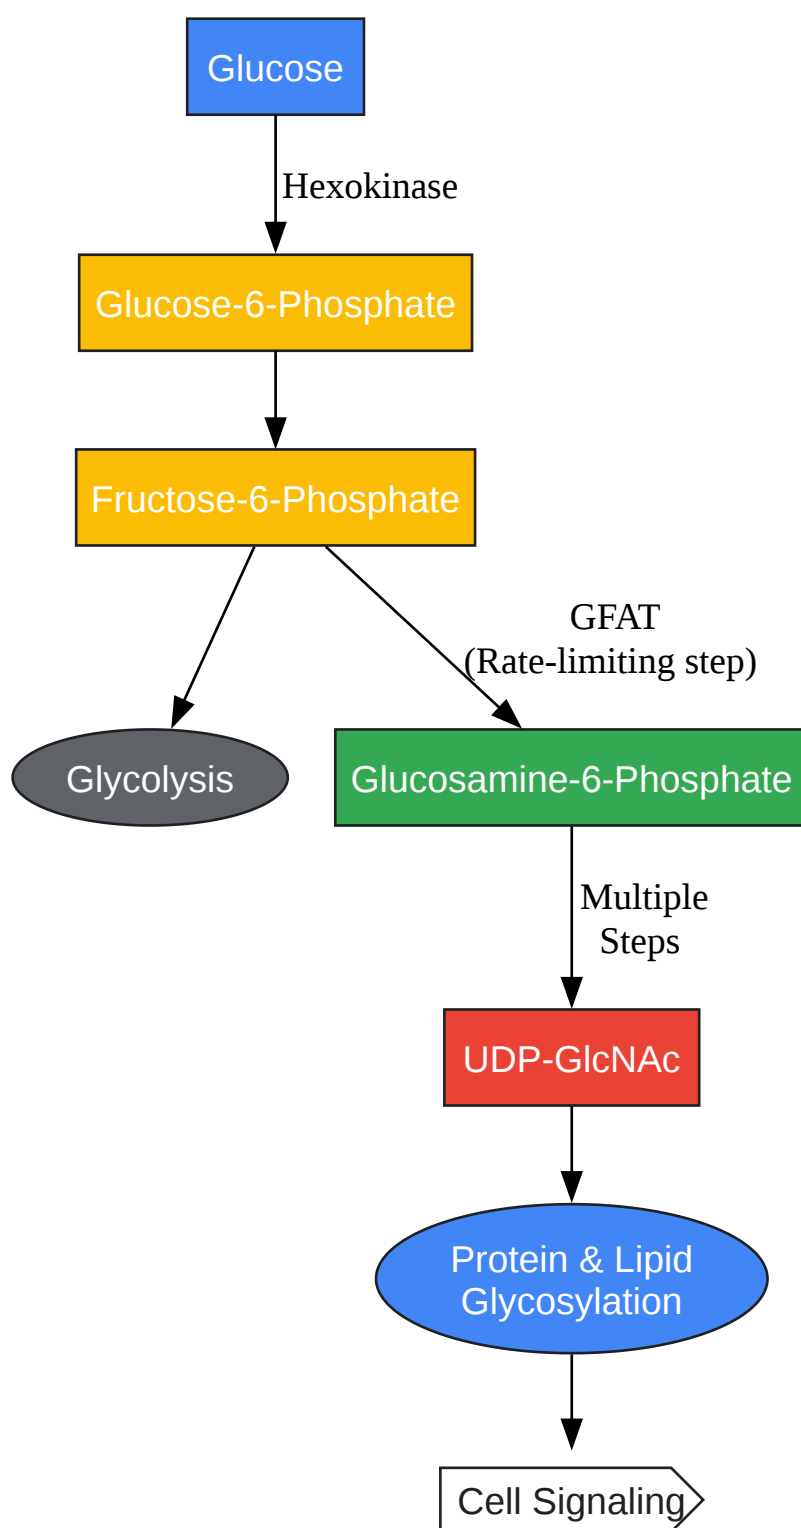 Glucose
Hexokinase
Glucose-6-Phosphate
Fructose-6-Phosphate
GFAT
(Rate-limiting step)
Glycolysis
Glucosamine-6-Phosphate
Multiple
Steps
UDP-GlcNAc
Protein & Lipid
Glycosylation
Cell Signaling